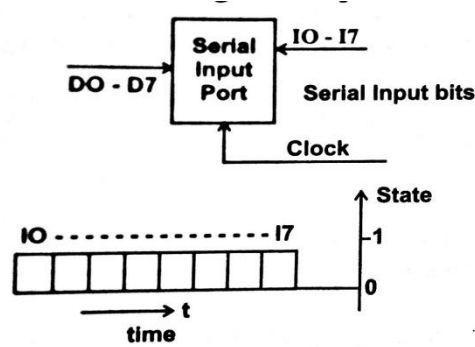 Serial
Input
Port
IO - I7
DO - D7
Serial Input bits
Clock
State
IO - - - - - - - - - - - - - - - - - I7
1
0
t
time